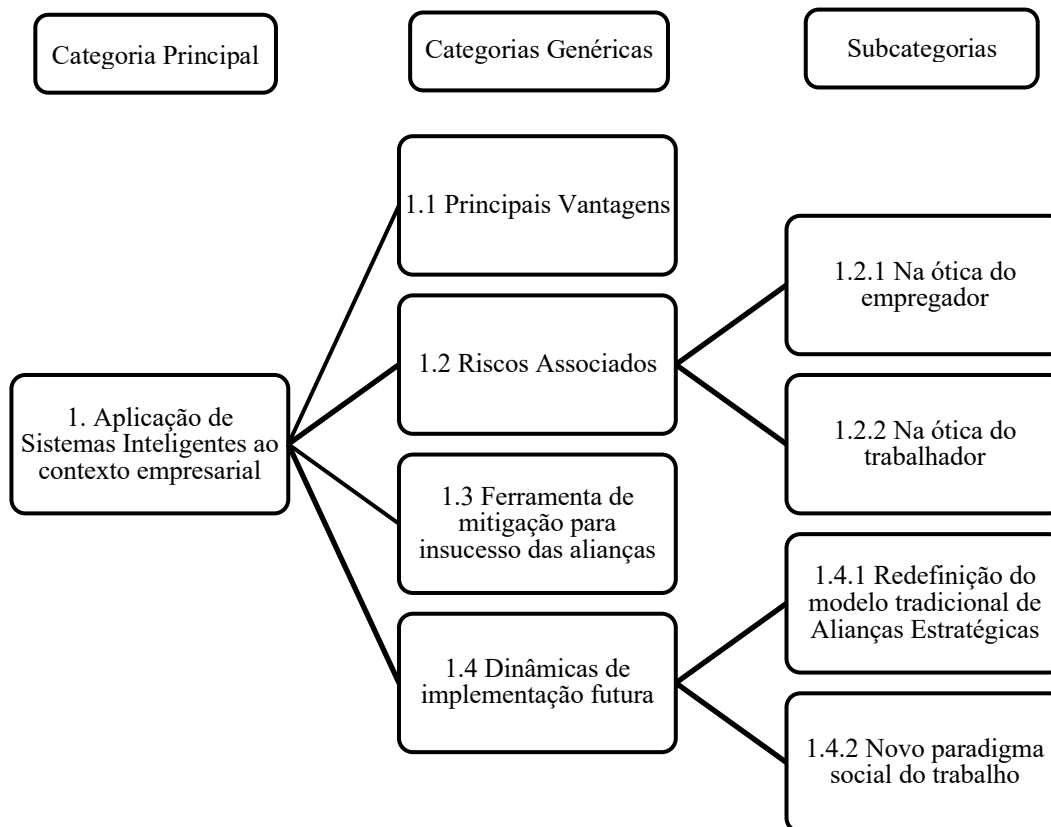 Categoria Principal
Categorias Genéricas
Subcategorias
1. Aplicação de
Sistemas Inteligentes ao
contexto empresarial
1.1 Principais Vantagens
1.2 Riscos Associados
1.2.1 Na ótica do
empregador
1.2.2 Na ótica do
trabalhador
1.3 Ferramenta de
mitigação para
insucesso das alianças
1.4 Dinâmicas de
implementação futura
1.4.1 Redefinição do
modelo tradicional de
Alianças Estratégicas
1.4.2 Novo paradigma
social do trabalho